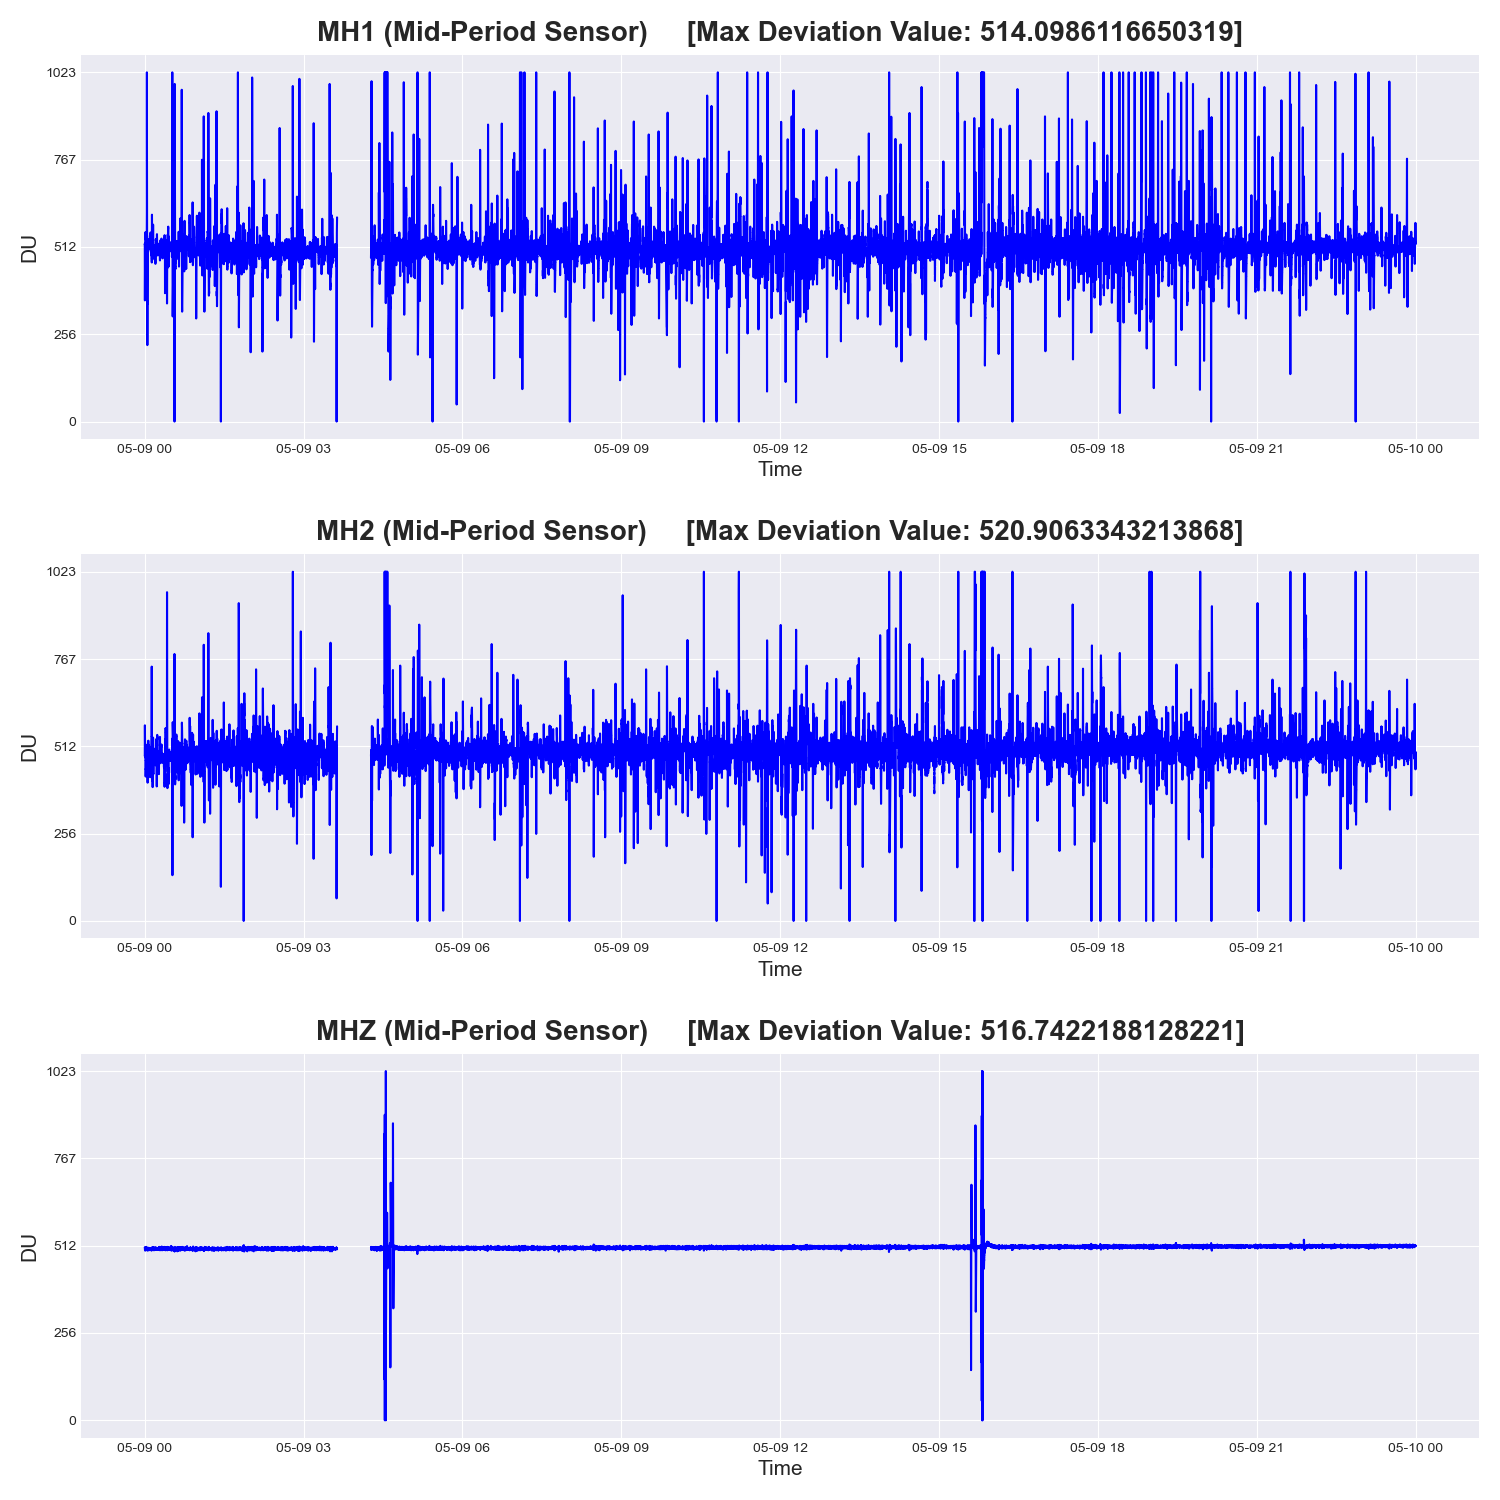 MH1 (Mid-Period Sensor) [Max Deviation Value: 514.0986116650319]
1023
767
512
256
0
DU
05-09 00 05-09 03 05-09 06 05-09 09 05-09 12 05-09 15 05-09 18 05-09 21 05-10 00
Time
MH2 (Mid-Period Sensor) [Max Deviation Value: 520.9063343213868]
1023
767
512
256
0
DU
05-09 00 05-09 03 05-09 06 05-09 09 05-09 12 05-09 15 05-09 18 05-09 21 05-10 00
Time
MHZ (Mid-Period Sensor) [Max Deviation Value: 516.7422188128221]
1023
767
512
256
0
DU
05-09 00 05-09 03 05-09 06 05-09 09 05-09 12 05-09 15 05-09 18 05-09 21 05-10 00
Time